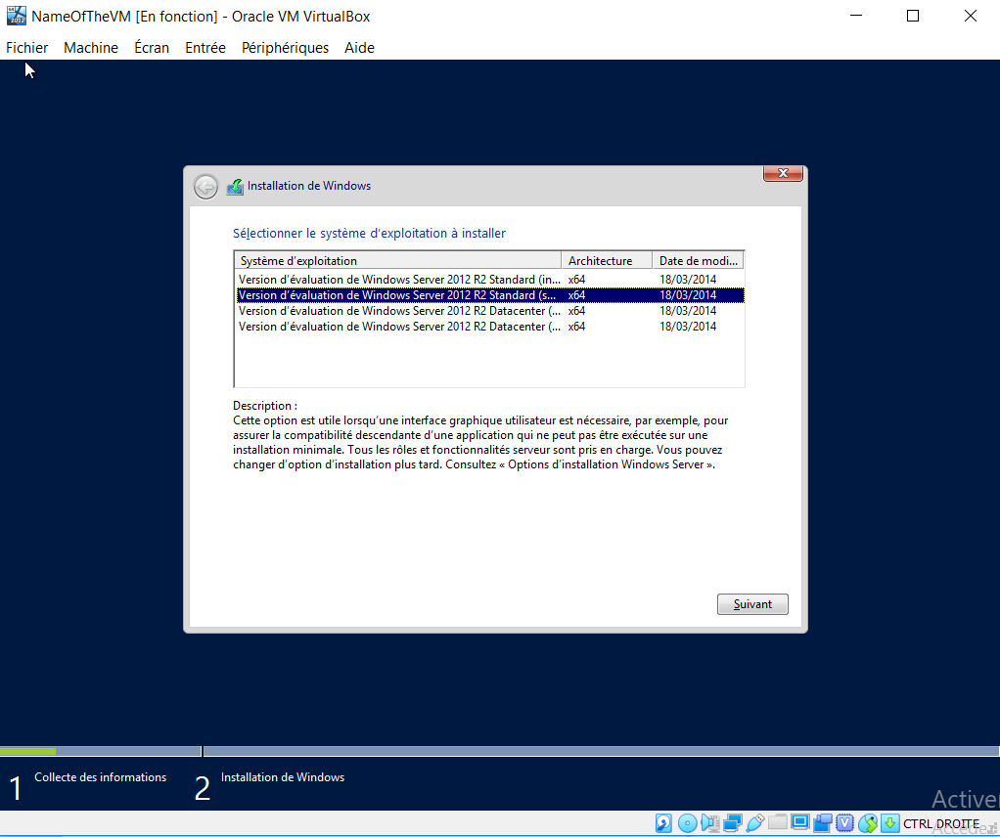 NameOfTheVM [En fonction] - Oracle VM VirtualBox
Fichier Machine Écran Entrée Périphériques Aide
Installation de Windows
Sélectionner le système d'exploitation à installer
Système d'exploitation Architecture Date de modi...
Version d'évaluation de Windows Server 2012 R2 Standard (in... x64 18/03/2014
Version d'évaluation de Windows Server 2012 R2 Standard (s... x64 18/03/2014
Version d'évaluation de Windows Server 2012 R2 Datacenter (... x64 18/03/2014
Version d'évaluation de Windows Server 2012 R2 Datacenter (... x64 18/03/2014
Description :
Cette option est utile lorsqu'une interface graphique utilisateur est nécessaire, par exemple, pour
assurer la compatibilité descendante d'une application qui ne peut pas être exécutée sur une
installation minimale. Tous les rôles et fonctionnalités serveur sont pris en charge. Vous pouvez
changer d'option d'installation plus tard. Consultez « Options d'installation Windows Server ».
Suivant
1 Collecte des informations 2 Installation de Windows
Active
CTRL DROITE